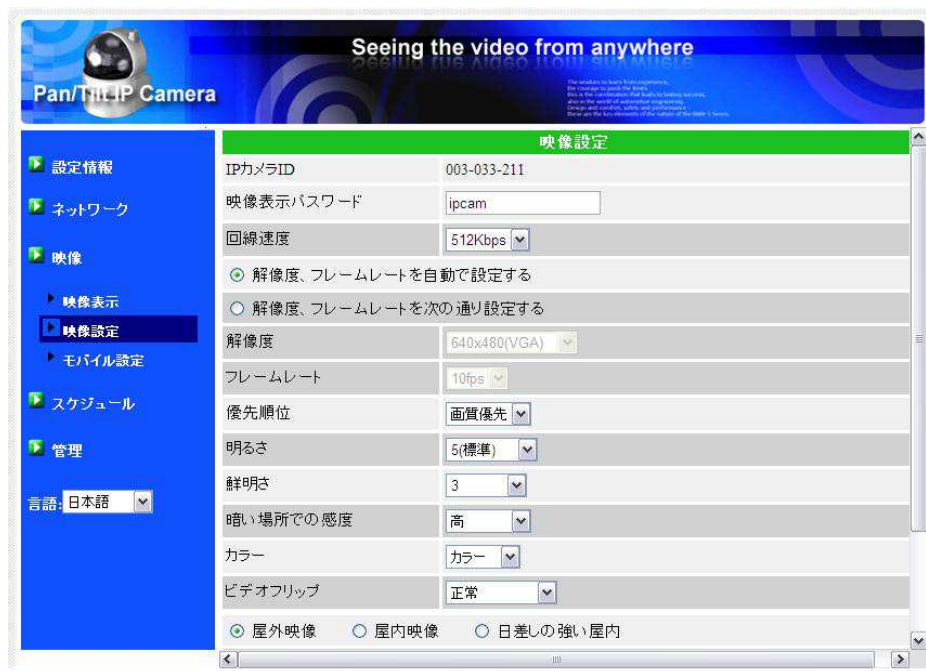 Seeing the video from anywhere
Pan/Tilt IP Camera
設定情報
ネットワーク
映像
映像表示
映像設定
モバイル設定
スケジュール
管理
言語: 日本語
映像設定
IPカメラID 003-033-211
映像表示パスワード ipcam
回線速度 512Kbps
解像度、フレームレートを自動で設定する
解像度、フレームレートを次の通り設定する
解像度 640x480(VGA)
フレームレート 10fps
優先順位 画質優先
明るさ 5(標準)
鮮明さ 3
暗い場所での感度 高
カラー カラー
ビデオフリップ 正常
屋外映像 屋内映像 日差しの強い屋内